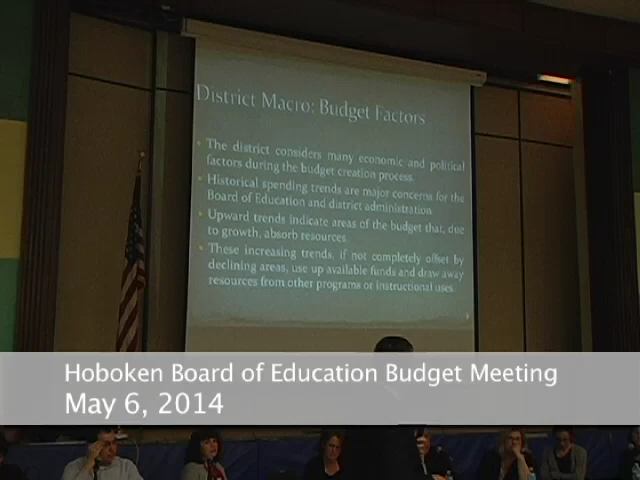 District Macro: Budget Factors
• The district considers many economic and political
factors during the budget creation process.
• Historical spending trends are major concerns for the
Board of Education and district administration
• Upward trends indicate areas of the budget that, due
to growth, absorb resources.
• These increasing trends, if not completely offset by
declining areas, use up available funds and draw away
resources from other programs or instructional uses.
Hoboken Board of Education Budget Meeting
May 6, 2014